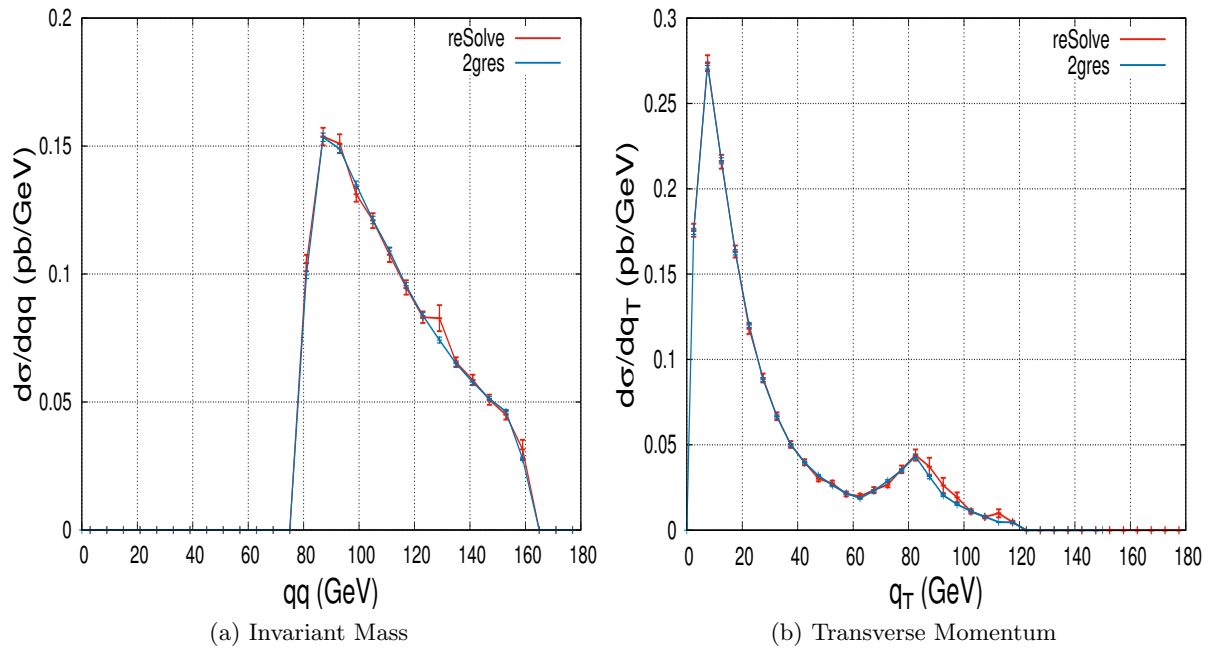 0.2
0.15
0.1
0.05
0
dσ/dqq (pb/GeV)
reSolve
2gres
0 20 40 60 80 100 120 140 160 180
qq (GeV)
(a) Invariant Mass
0.3
0.25
0.2
0.15
0.1
0.05
0
dσ/dq_T (pb/GeV)
reSolve
2gres
0 20 40 60 80 100 120 140 160 180
q_T (GeV)
(b) Transverse Momentum